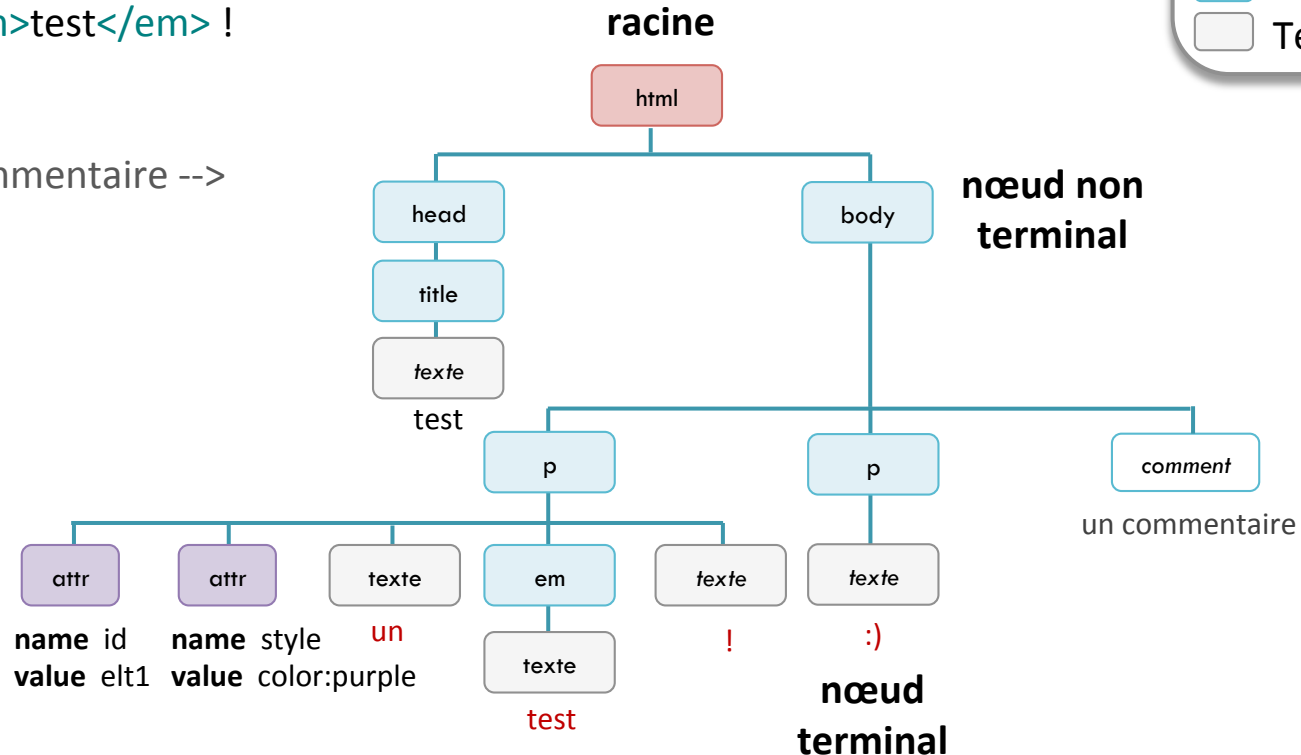 >test</em> !
racine
html
mmentaire -->
head
body
nœud non
terminal
title
texte
test
p
p
comment
un commentaire
attr
attr
texte
em
texte
texte
name id
value elt1
name style
value color:purple
un
!
:)
texte
test
nœud
terminal